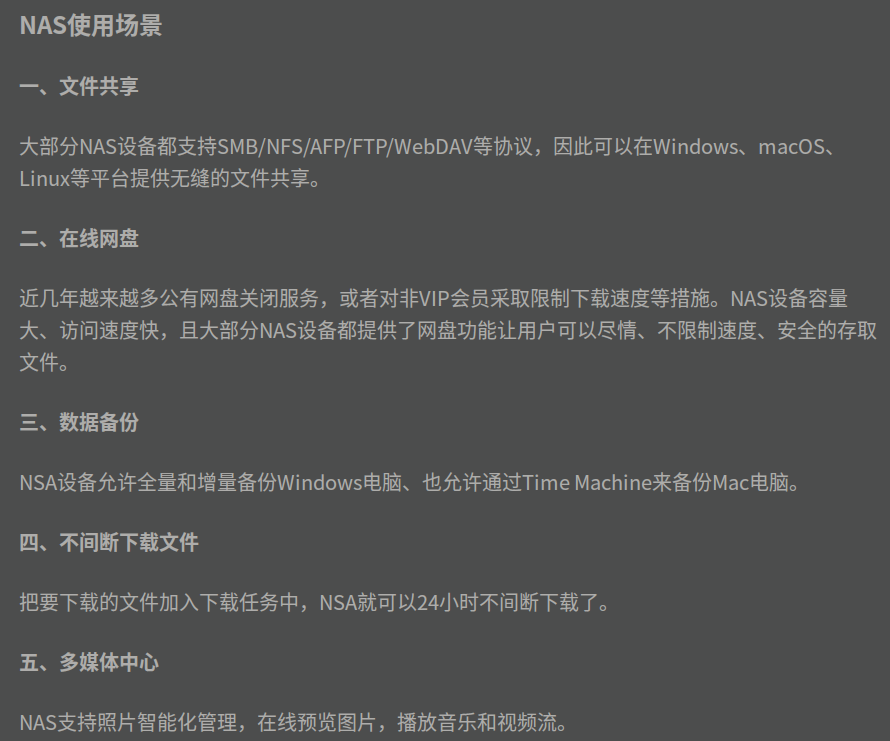 NAS使用场景
一、文件共享
大部分NAS设备都支持SMB/NFS/AFP/FTP/WebDAV等协议，因此可以在Windows、macOS、
Linux等平台提供无缝的文件共享。
二、在线网盘
近几年越来越多公有网盘关闭服务，或者对非VIP会员采取限制下载速度等措施。NAS设备容量
大、访问速度快，且大部分NAS设备都提供了网盘功能让用户可以尽情、不限制速度、安全的存取
文件。
三、数据备份
NSA设备允许全量和增量备份Windows电脑、也允许通过Time Machine来备份Mac电脑。
四、不间断下载文件
把要下载的文件加入下载任务中，NSA就可以24小时不间断下载了。
五、多媒体中心
NAS支持照片智能化管理，在线预览图片，播放音乐和视频流。